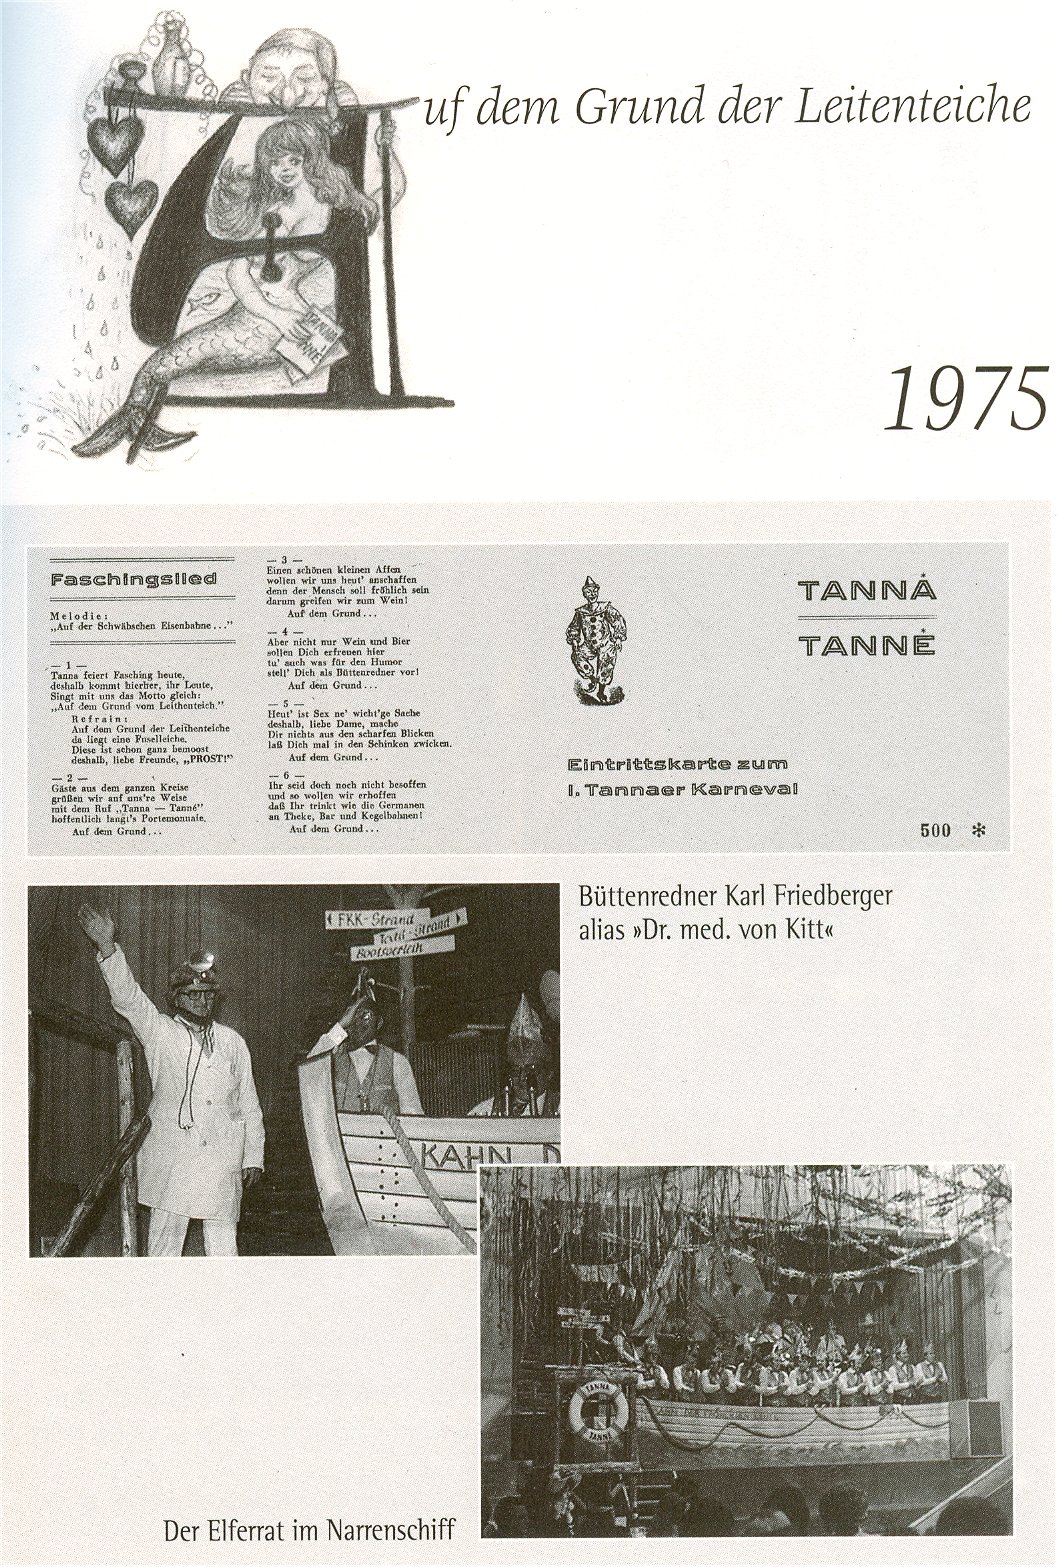 Auf dem Grund der Leitenteiche
TANNÉ
1975
Faschingslied
Melodie:
„Auf der Schwäbschen Eisenbahne..."
— 1 —
Tanna feiert Fasching heute,
deshalb kommt hierher, ihr Leute,
Singt mit uns das Motto gleich:
„Auf dem Grund vom Leithenteich."
Refrain:
Auf dem Grund der Leithenteiche
da liegt eine Fuselleiche.
Diese ist schon ganz bemoost
deshalb, liebe Freunde, „PROST!"
— 2 —
Gäste aus dem ganzen Kreise
grüßen wir auf uns're Weise
mit dem Ruf „Tanna — Tanné"
hoffentlich langt's Portemonnaie.
Auf dem Grund...
— 3 —
Einen schönen kleinen Affen
wollen wir uns heut' anschaffen
denn der Mensch soll fröhlich sein
darum greifen wir zum Wein!
Auf dem Grund...
— 4 —
Aber nicht nur Wein und Bier
sollen Dich erfreuen hier
tu' auch was für den Humor
stell' Dich als Büttenredner vor!
Auf dem Grund...
— 5 —
Heut' ist Sex ne' wicht'ge Sache
deshalb, liebe Dame, mache
Dir nichts aus den scharfen Blicken
laß Dich mal in den Schinken zwicken.
Auf dem Grund...
— 6 —
Ihr seid doch noch nicht besoffen
und so wollen wir erhoffen
daß Ihr trinkt wie die Germanen
an Theke, Bar und Kegelbahnen!
Auf dem Grund...
TANNÁ
TANNÉ
Eintrittskarte zum
I. Tannaer Karneval
500 *
Büttenredner Karl Friedberger
alias »Dr. med. von Kitt«
FKK-Strand
Textil-Strand
Bootsverleih
KAHN D
TANNA
TANNÉ
Der Elferrat im Narrenschiff